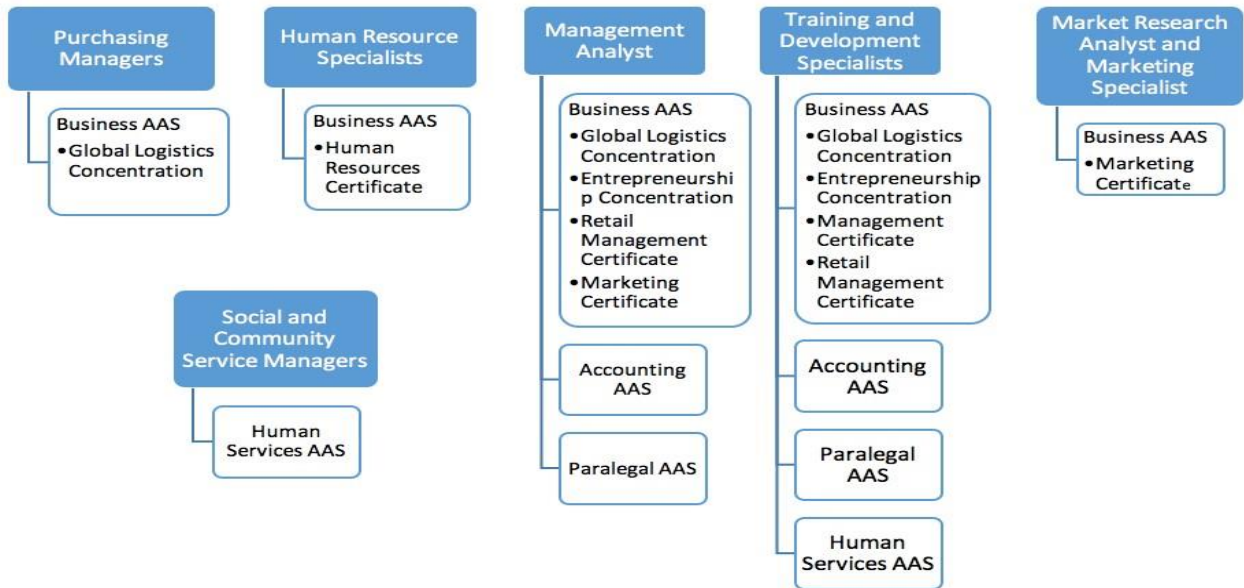 Purchasing
Managers
Business AAS
•Global Logistics
Concentration
Human Resource
Specialists
Business AAS
•Human
Resources
Certificate
Management
Analyst
Business AAS
•Global Logistics
Concentration
•Entrepreneurshi
p Concentration
•Retail
Management
Certificate
•Marketing
Certificate
Accounting
AAS
Paralegal AAS
Training and
Development
Specialists
Business AAS
•Global Logistics
Concentration
•Entrepreneurship
Concentration
•Management
Certificate
•Retail
Management
Certificate
Accounting
AAS
Paralegal
AAS
Human
Services AAS
Market Research
Analyst and
Marketing
Specialist
Business AAS
•Marketing
Certificate
Social and
Community
Service Managers
Human
Services AAS